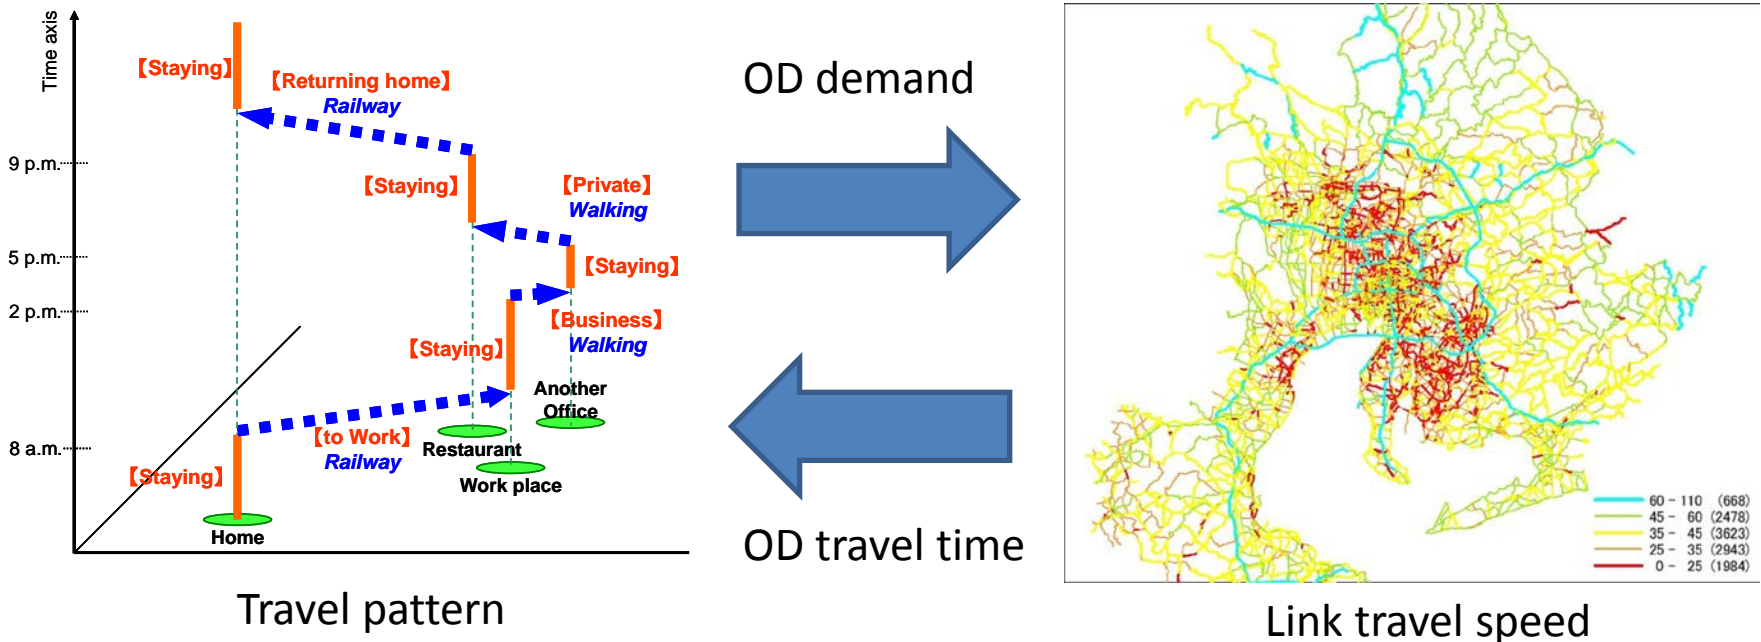 Time axis
【Staying】
【Returning home】
Railway
9 p.m.
【Staying】
【Private】
Walking
5 p.m.
【Staying】
2 p.m.
【Business】
Walking
【Staying】
Another
Office
【to Work】
Railway
Restaurant
8 a.m.
【Staying】
Work place
Home
Travel pattern
OD demand
OD travel time
60 - 110 (668)
45 - 60 (2478)
35 - 45 (3623)
25 - 35 (2943)
0 - 25 (1984)
Link travel speed